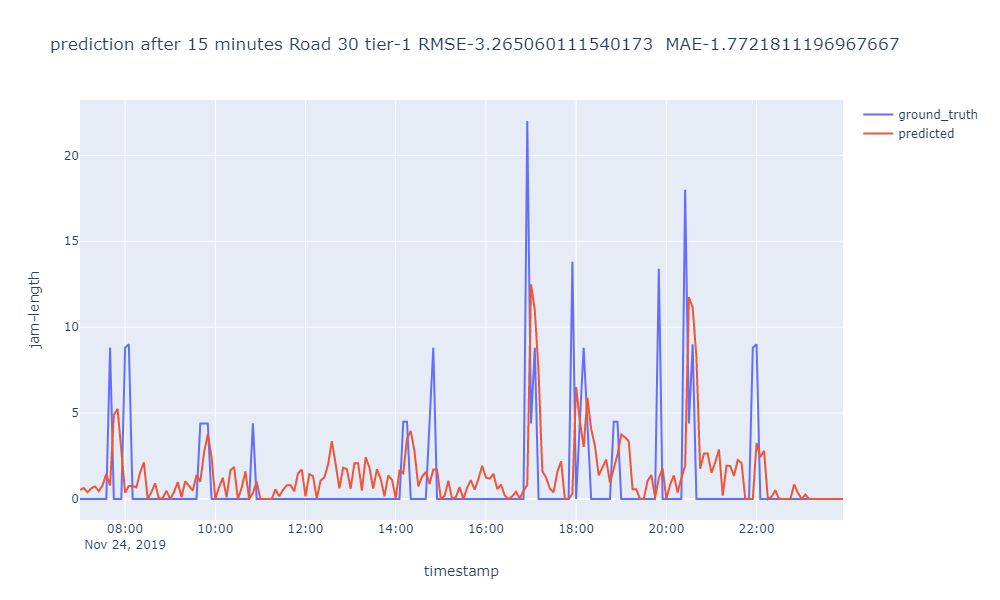 prediction after 15 minutes Road 30 tier-1 RMSE-3.265060111540173  MAE-1.7721811196967667
ground_truth
predicted
20
15
10
5
0
jam-length
08:00 10:00 12:00 14:00 16:00 18:00 20:00 22:00
Nov 24, 2019
timestamp